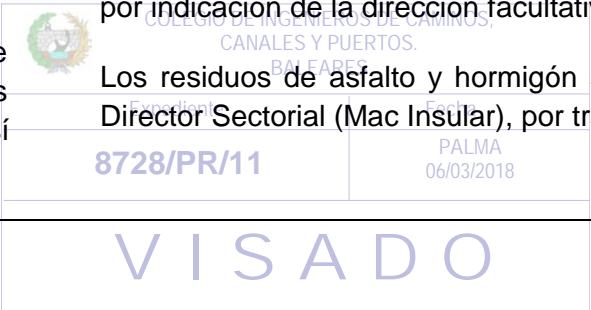 por indicación de la dirección facultativ
COLEGIO DE INGENIEROS DE CAMINOS,
CANALES Y PUERTOS.
BALEARES
e
s
í
Los residuos de asfalto y hormigón
Director Sectorial (Mac Insular), por tr
Expediente
Fecha
8728/PR/11
PALMA
06/03/2018
VISADO